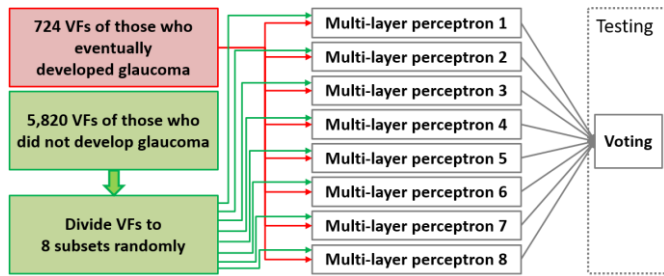 724 VFs of those who
eventually
developed glaucoma
5,820 VFs of those who
did not develop glaucoma
Divide VFs to
8 subsets randomly
Multi-layer perceptron 1
Multi-layer perceptron 2
Multi-layer perceptron 3
Multi-layer perceptron 4
Multi-layer perceptron 5
Multi-layer perceptron 6
Multi-layer perceptron 7
Multi-layer perceptron 8
Testing
Voting